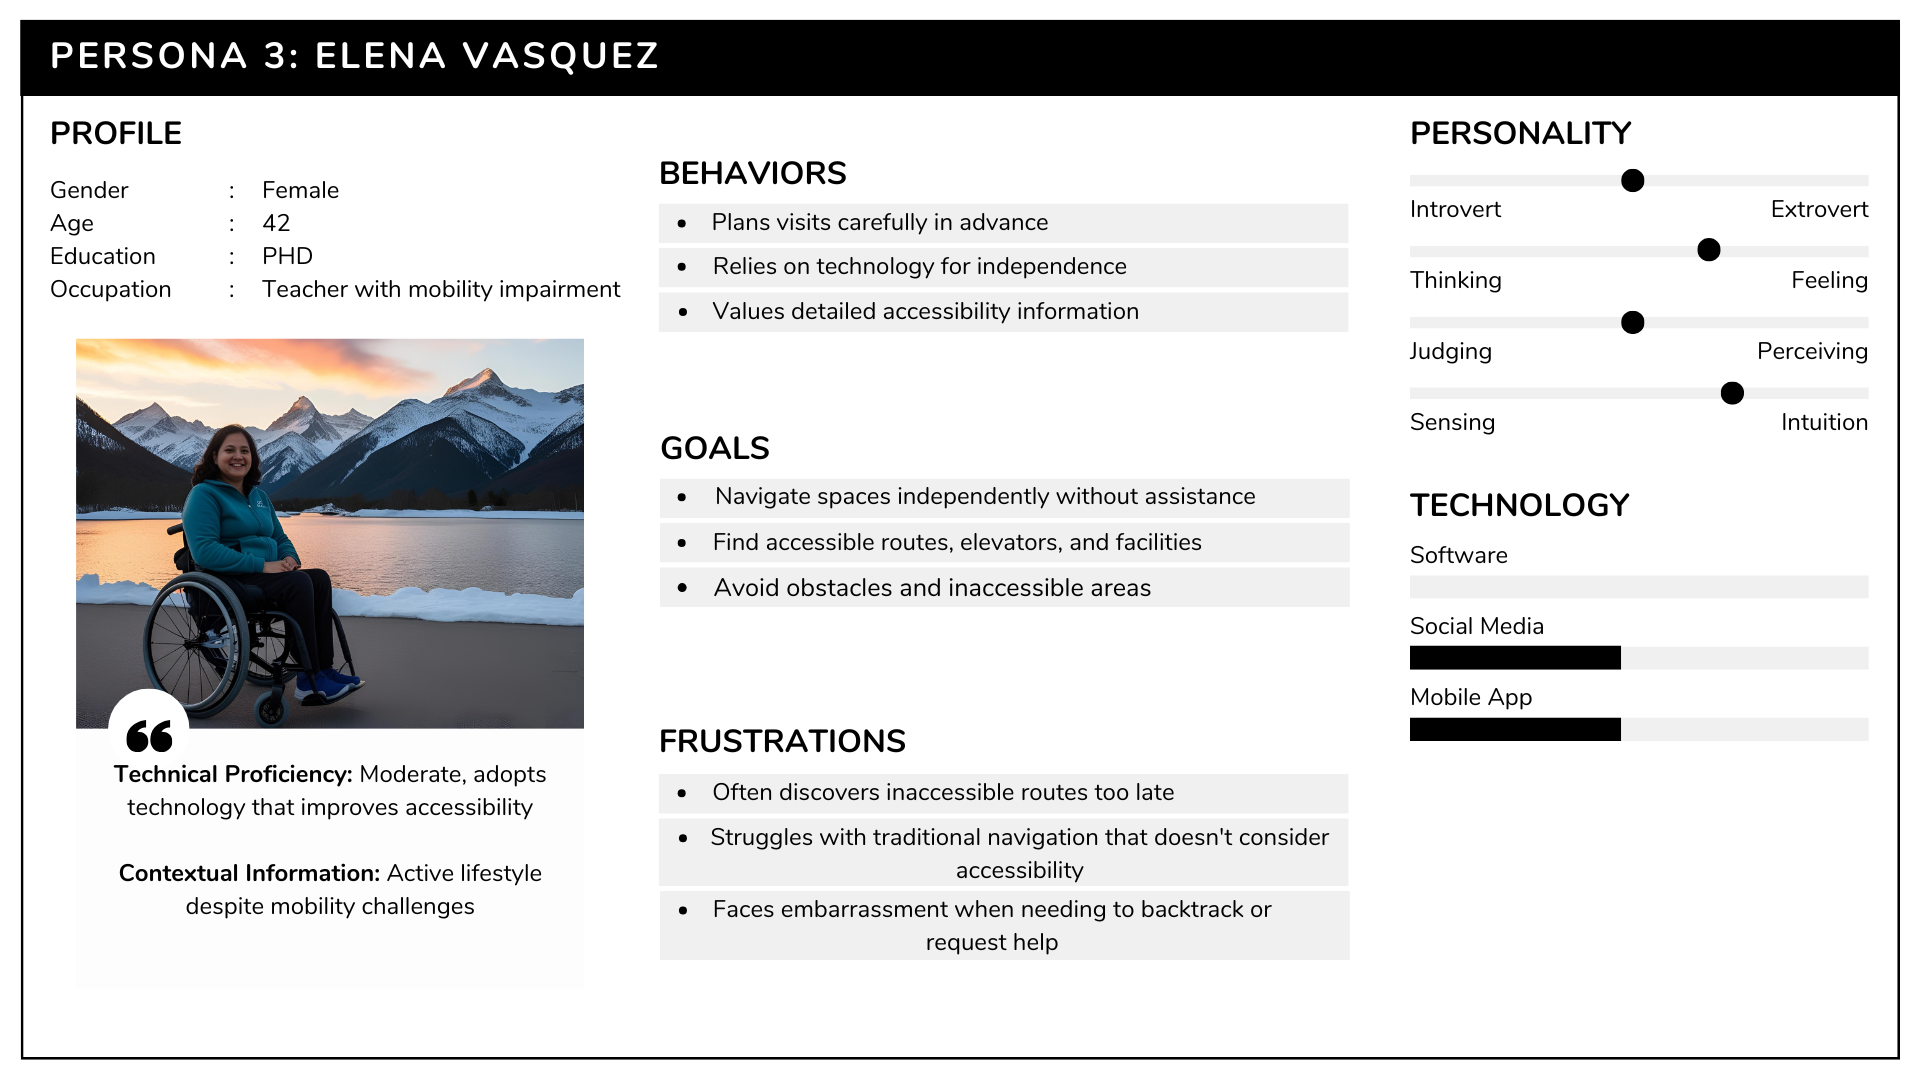 PERSONA 3: ELENA VASQUEZ
PROFILE
Gender : Female
Age : 42
Education : PHD
Occupation : Teacher with mobility impairment
“
Technical Proficiency: Moderate, adopts
technology that improves accessibility
Contextual Information: Active lifestyle
despite mobility challenges
BEHAVIORS
• Plans visits carefully in advance
• Relies on technology for independence
• Values detailed accessibility information
GOALS
• Navigate spaces independently without assistance
• Find accessible routes, elevators, and facilities
• Avoid obstacles and inaccessible areas
FRUSTRATIONS
• Often discovers inaccessible routes too late
• Struggles with traditional navigation that doesn't consider
accessibility
• Faces embarrassment when needing to backtrack or
request help
PERSONALITY
Introvert Extrovert
Thinking Feeling
Judging Perceiving
Sensing Intuition
TECHNOLOGY
Software
Social Media
Mobile App